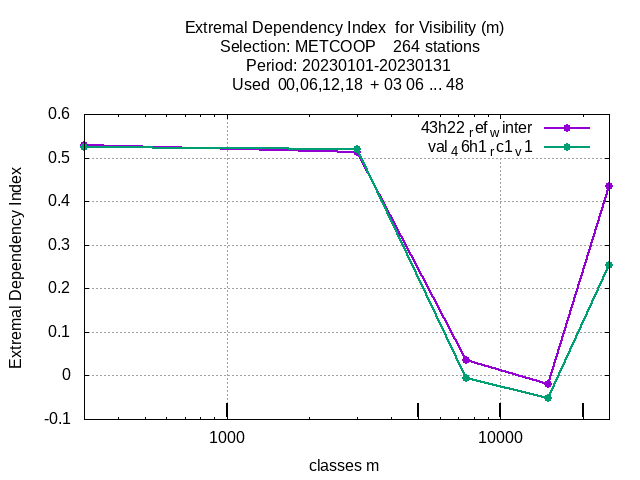 Extremal Dependency Index  for Visibility (m)
Selection: METCOOP    264 stations
Period: 20230101-20230131
Used  00,06,12,18  + 03 06 ... 48
43h22refwinter
val46h1rc1v1
Extremal Dependency Index
0.6
0.5
0.4
0.3
0.2
0.1
0
-0.1
1000
10000
classes m